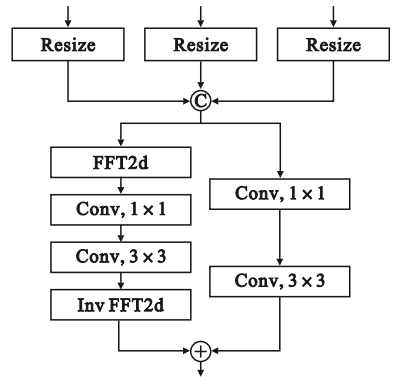 Resize
Resize
Resize
C
FFT2d
Conv, 1 × 1
Conv, 3 × 3
Inv FFT2d
Conv, 1 × 1
Conv, 3 × 3
+